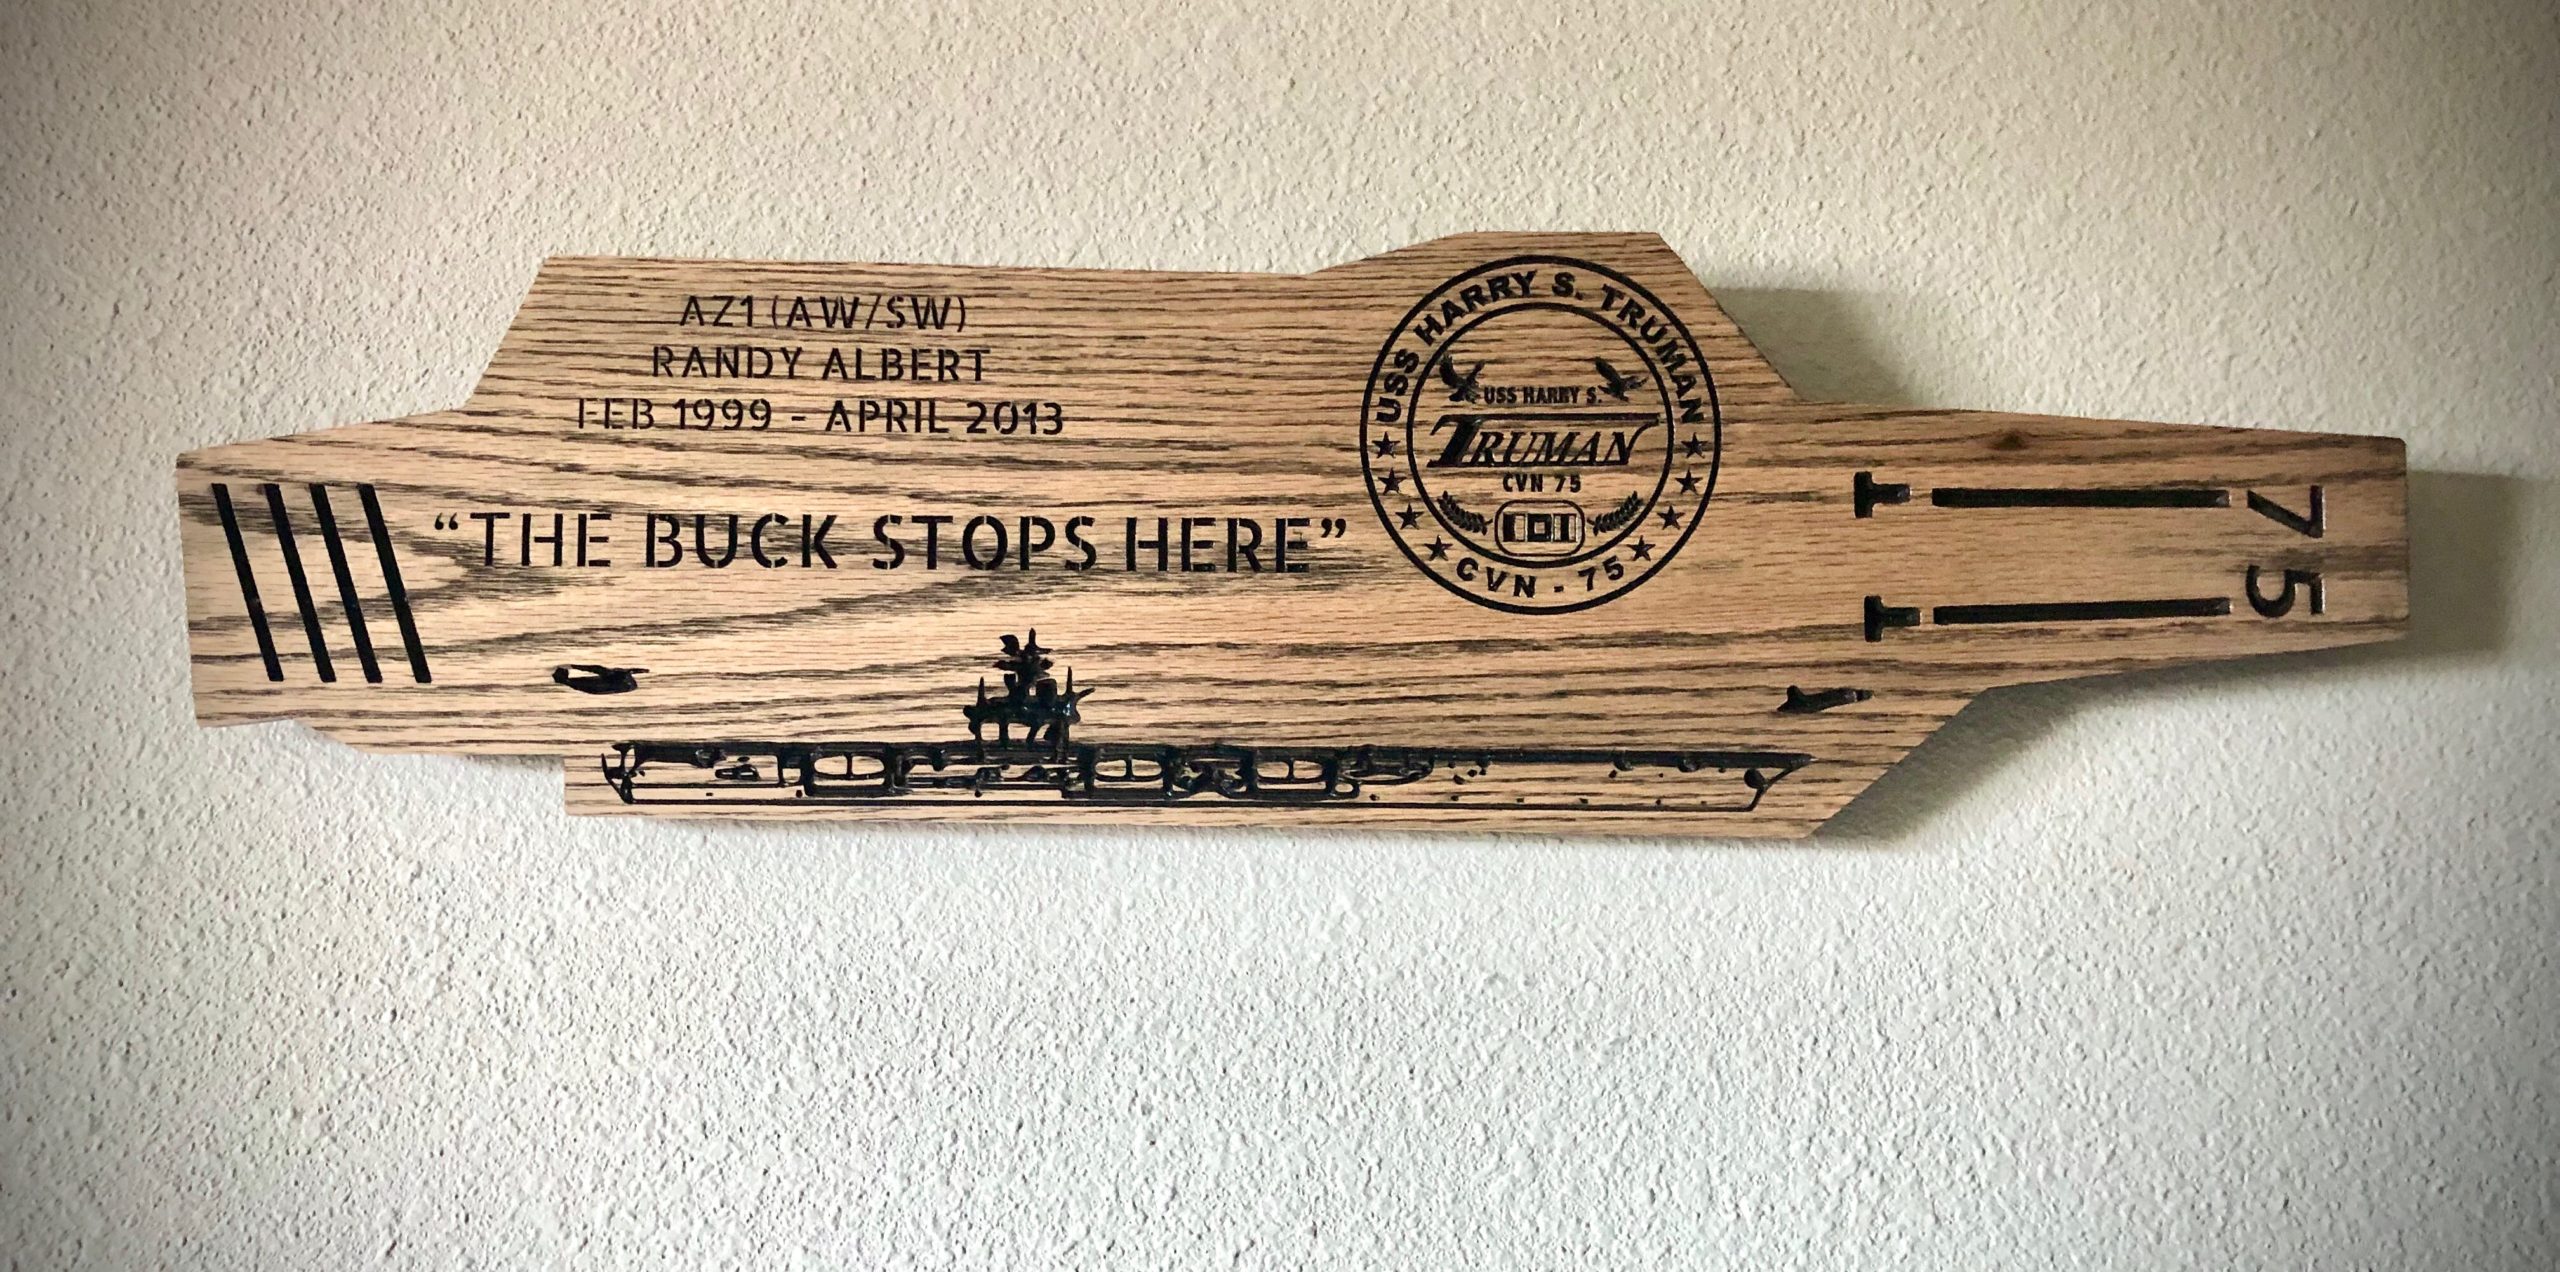 AZ1 (AW/SW)
RANDY ALBERT
FEB 1999 - APRIL 2013
"THE BUCK STOPS HERE"
USS HARRY S. TRUMAN
USS HARRY S.
TRUMAN
CVN 75
CVN - 75
75